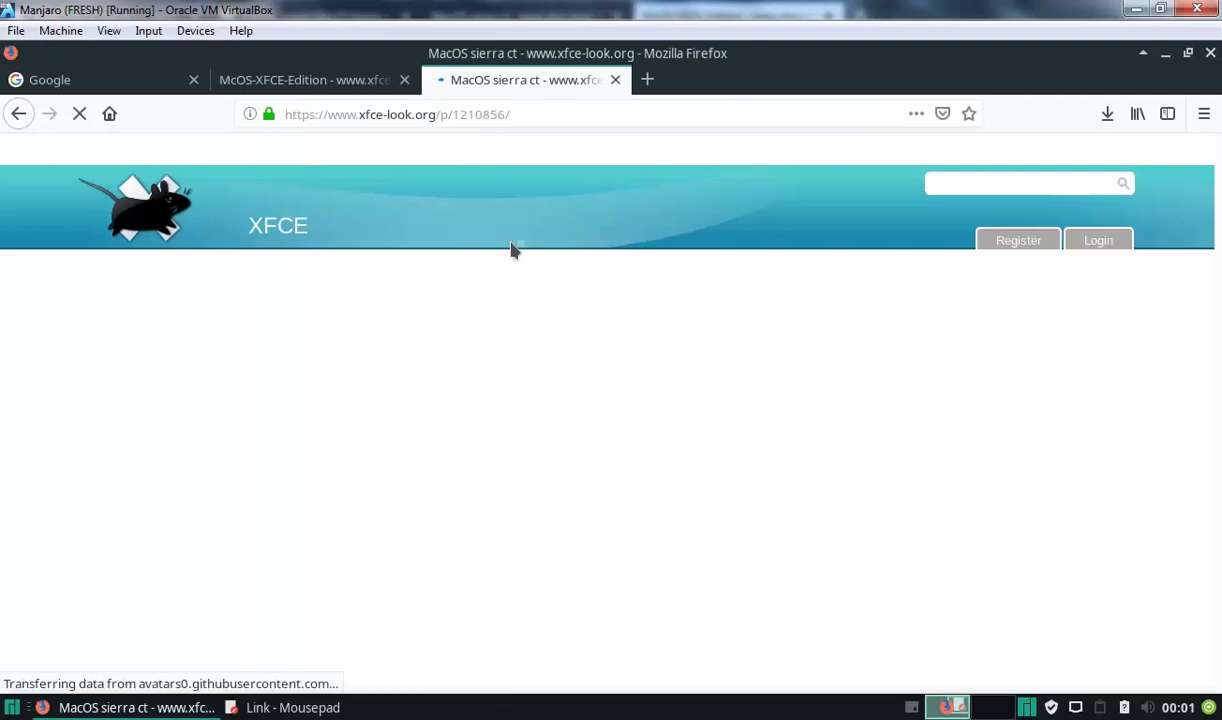 Manjaro (FRESH) [Running] - Oracle VM VirtualBox
File Machine View Input Devices Help
MacOS sierra ct - www.xfce-look.org - Mozilla Firefox
Google
McOS-XFCE-Edition - www.xfce
MacOS sierra ct - www.xfce
https://www.xfce-look.org/p/1210856/
XFCE
Register
Login
Transferring data from avatars0.githubusercontent.com...
MacOS sierra ct - www.xfc...
Link - Mousepad
00:01